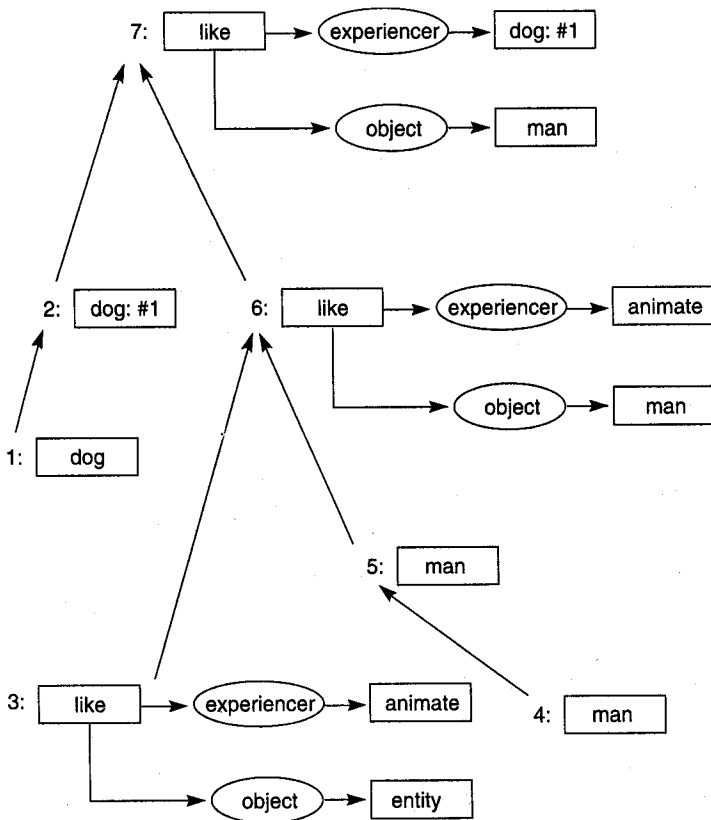 7: like experiencer dog: #1
object man
2: dog: #1 6: like experiencer animate
object man
1: dog
5: man
3: like experiencer animate
4: man
object entity